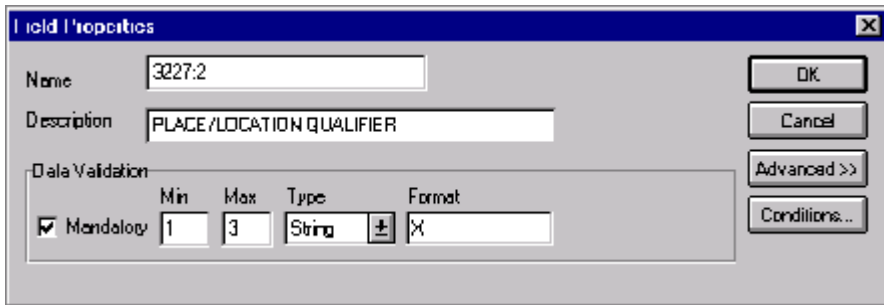 Field Properties
Name 3227:2 OK
Description PLACE/LOCATION QUALIFIER Cancel
Data Validation Advanced >>
Min Max Type Format
Mandatory 1 3 String X Conditions...